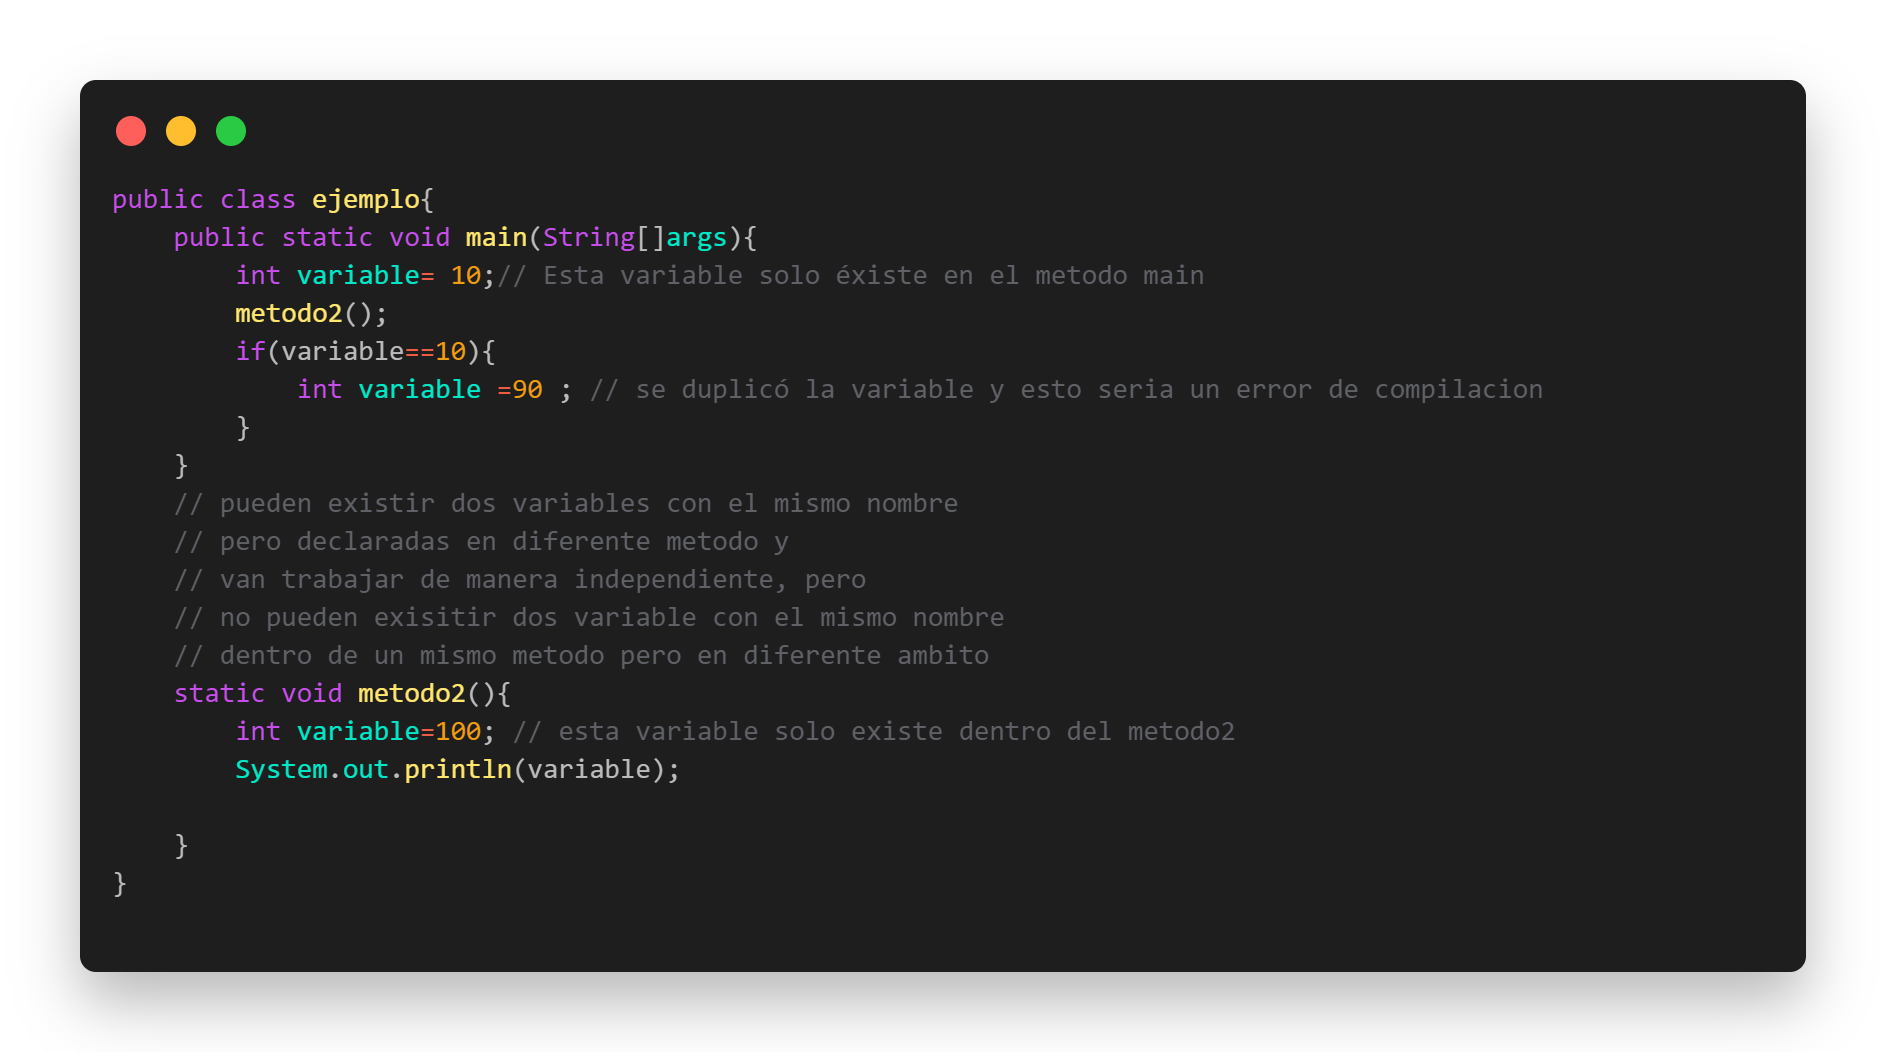 public class ejemplo{
    public static void main(String[]args){
        int variable= 10;// Esta variable solo éxiste en el metodo main
        metodo2();
        if(variable==10){
            int variable =90 ; // se duplicó la variable y esto seria un error de compilacion
        }
    }
    // pueden existir dos variables con el mismo nombre
    // pero declaradas en diferente metodo y
    // van trabajar de manera independiente, pero
    // no pueden exisitir dos variable con el mismo nombre
    // dentro de un mismo metodo pero en diferente ambito
    static void metodo2(){
        int variable=100; // esta variable solo existe dentro del metodo2
        System.out.println(variable);

    }
}